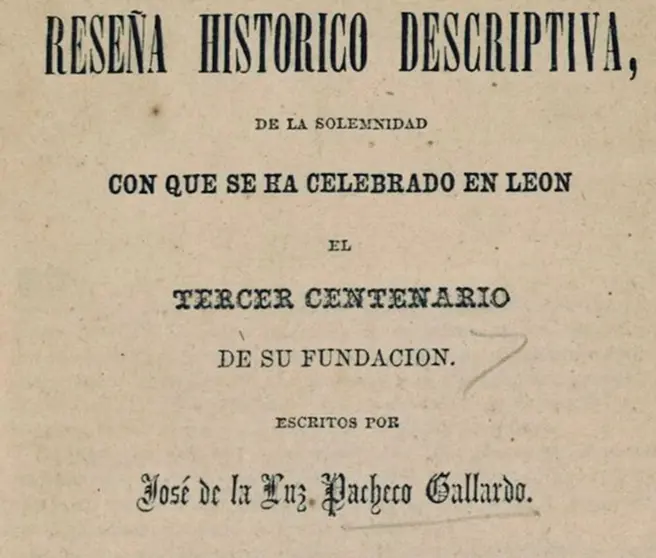 RESEÑA HISTORICO DESCRIPTIVA,
DE LA SOLEMNIDAD
CON QUE SE HA CELEBRADO EN LEON
EL
TERCER CENTENARIO
DE SU FUNDACION.
ESCRITOS POR
José de la Luz Pacheco Gallardo.